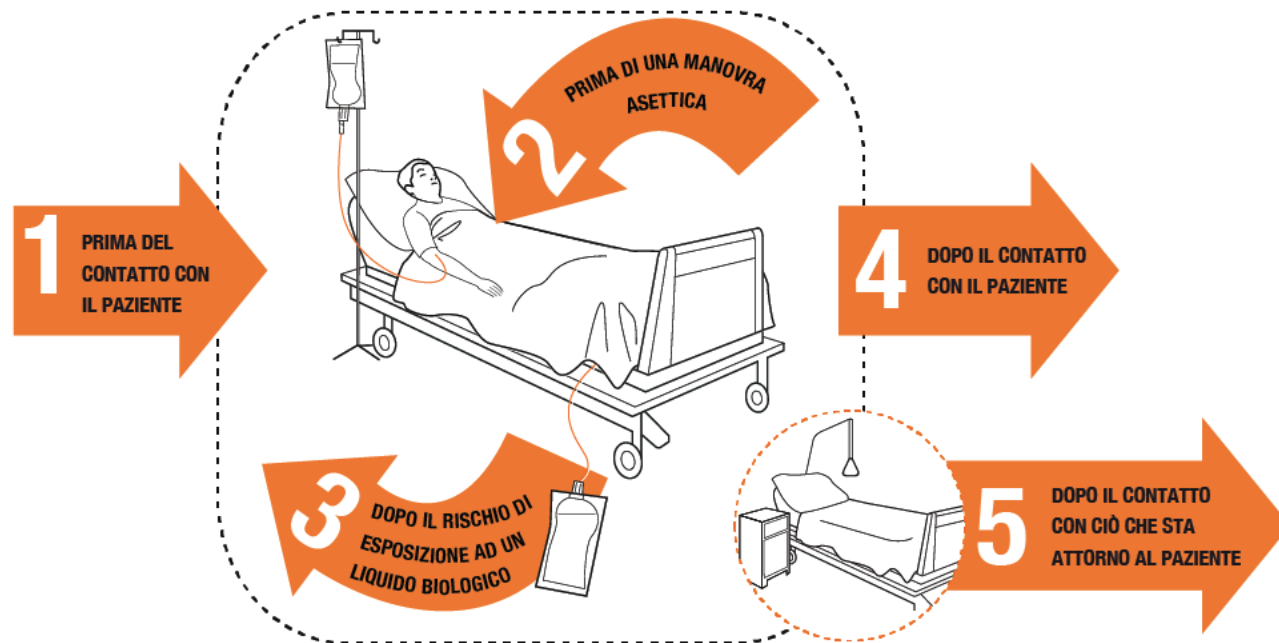 1
PRIMA DEL
CONTATTO CON
IL PAZIENTE
2
PRIMA DI UNA MANOVRA
ASETTICA
3
DOPO IL RISCHIO DI
ESPOSIZIONE AD UN
LIQUIDO BIOLOGICO
4
DOPO IL CONTATTO
CON IL PAZIENTE
5
DOPO IL CONTATTO
CON CIÒ CHE STA
ATTORNO AL PAZIENTE